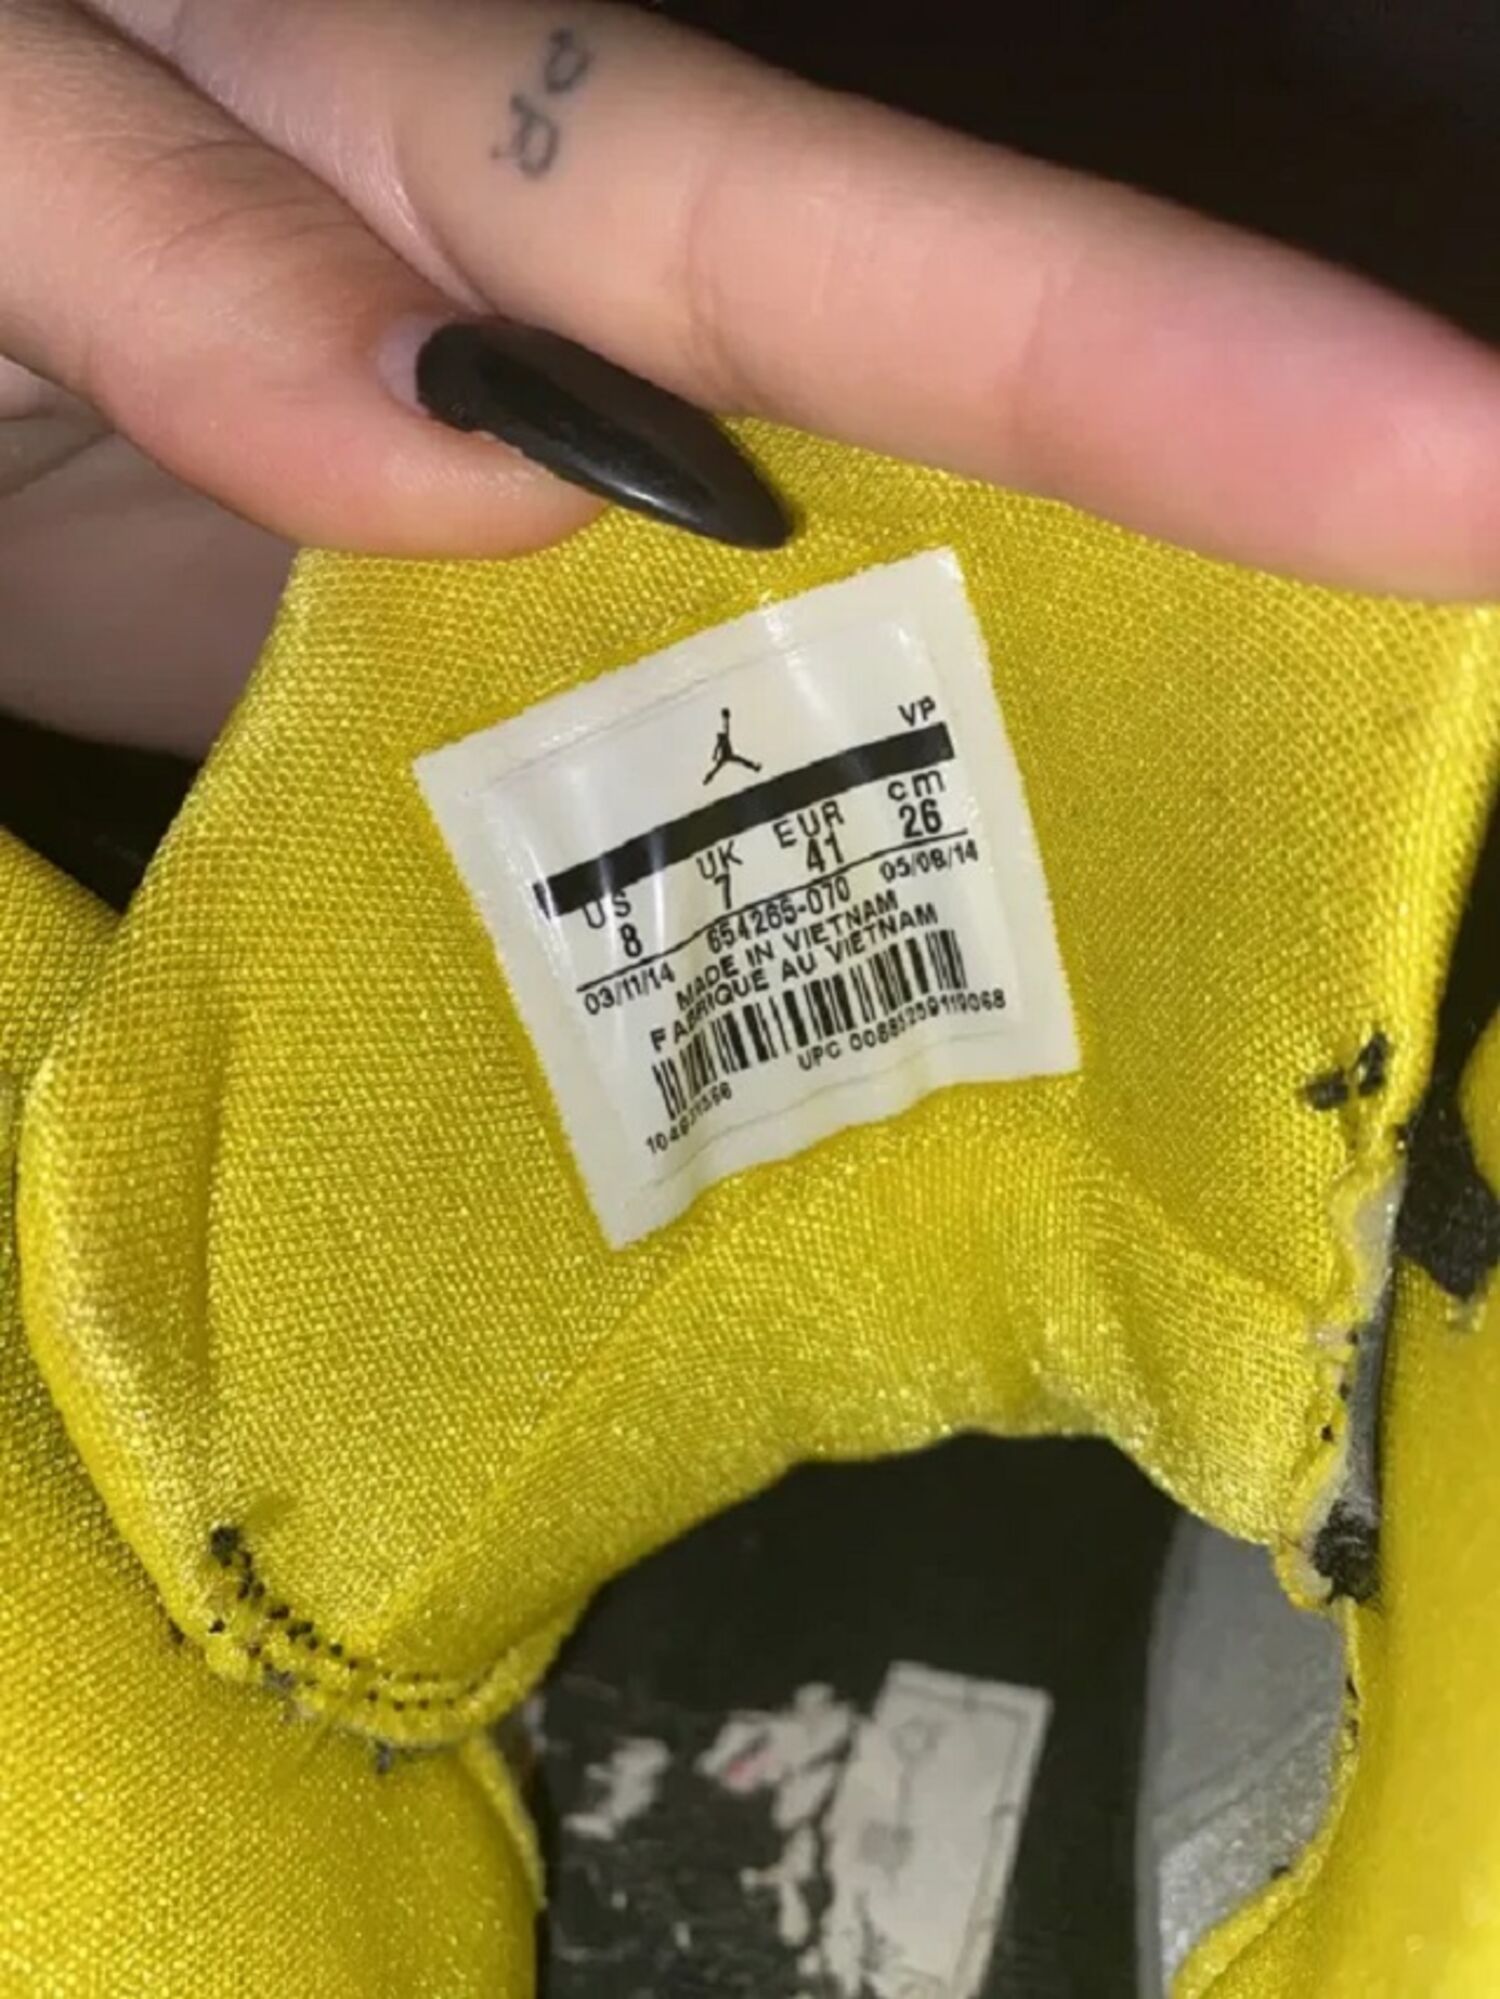 VP
US UK EUR cm
8 7 41 26
03/11/14 654265-070 05/08/14
MADE IN VIETNAM
FABRIQUE AU VIETNAM
UPC